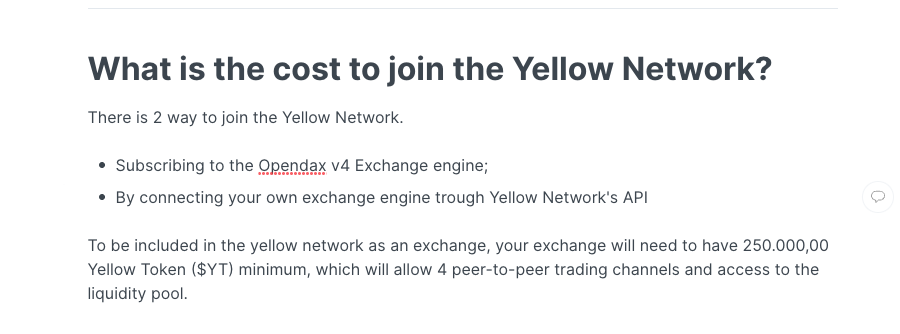 What is the cost to join the Yellow Network?
There is 2 way to join the Yellow Network.
Subscribing to the Opendax v4 Exchange engine;
By connecting your own exchange engine trough Yellow Network's API
To be included in the yellow network as an exchange, your exchange will need to have 250.000,00
Yellow Token ($YT) minimum, which will allow 4 peer-to-peer trading channels and access to the
liquidity pool.